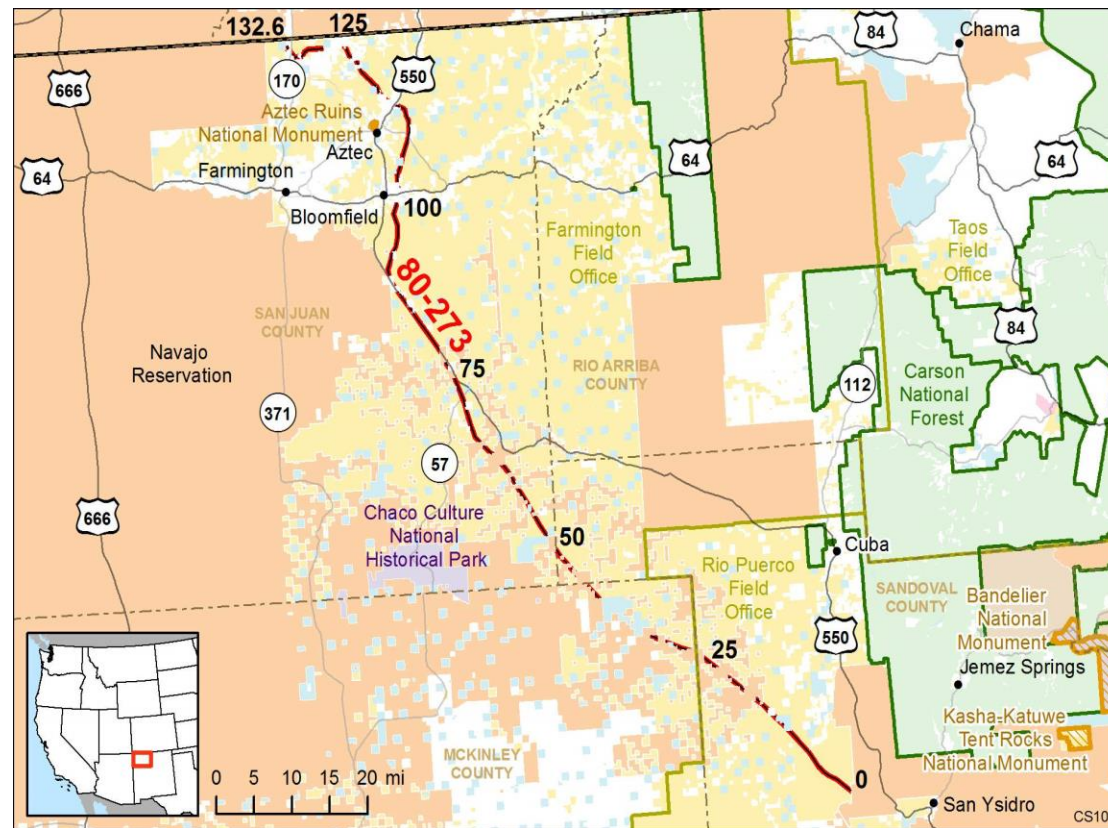 132.6
125
84
Chama
666
170
550
Aztec Ruins
National Monument
Aztec
64
Farmington
64
64
Bloomfield
100
Farmington
Field
Office
Taos
Field
Office
80-273
SAN JUAN
COUNTY
84
Navajo
Reservation
75
RIO ARRIBA
COUNTY
112
Carson
National
Forest
371
57
666
Chaco Culture
National
Historical Park
50
Cuba
Rio Puerco
Field
Office
SANDOVAL
COUNTY
Bandelier
National
Monument
550
25
Jemez Springs
Kasha-Katuwe
Tent Rocks
National Monument
MCKINLEY
COUNTY
0 5 10 15 20 mi
0
San Ysidro
CS10